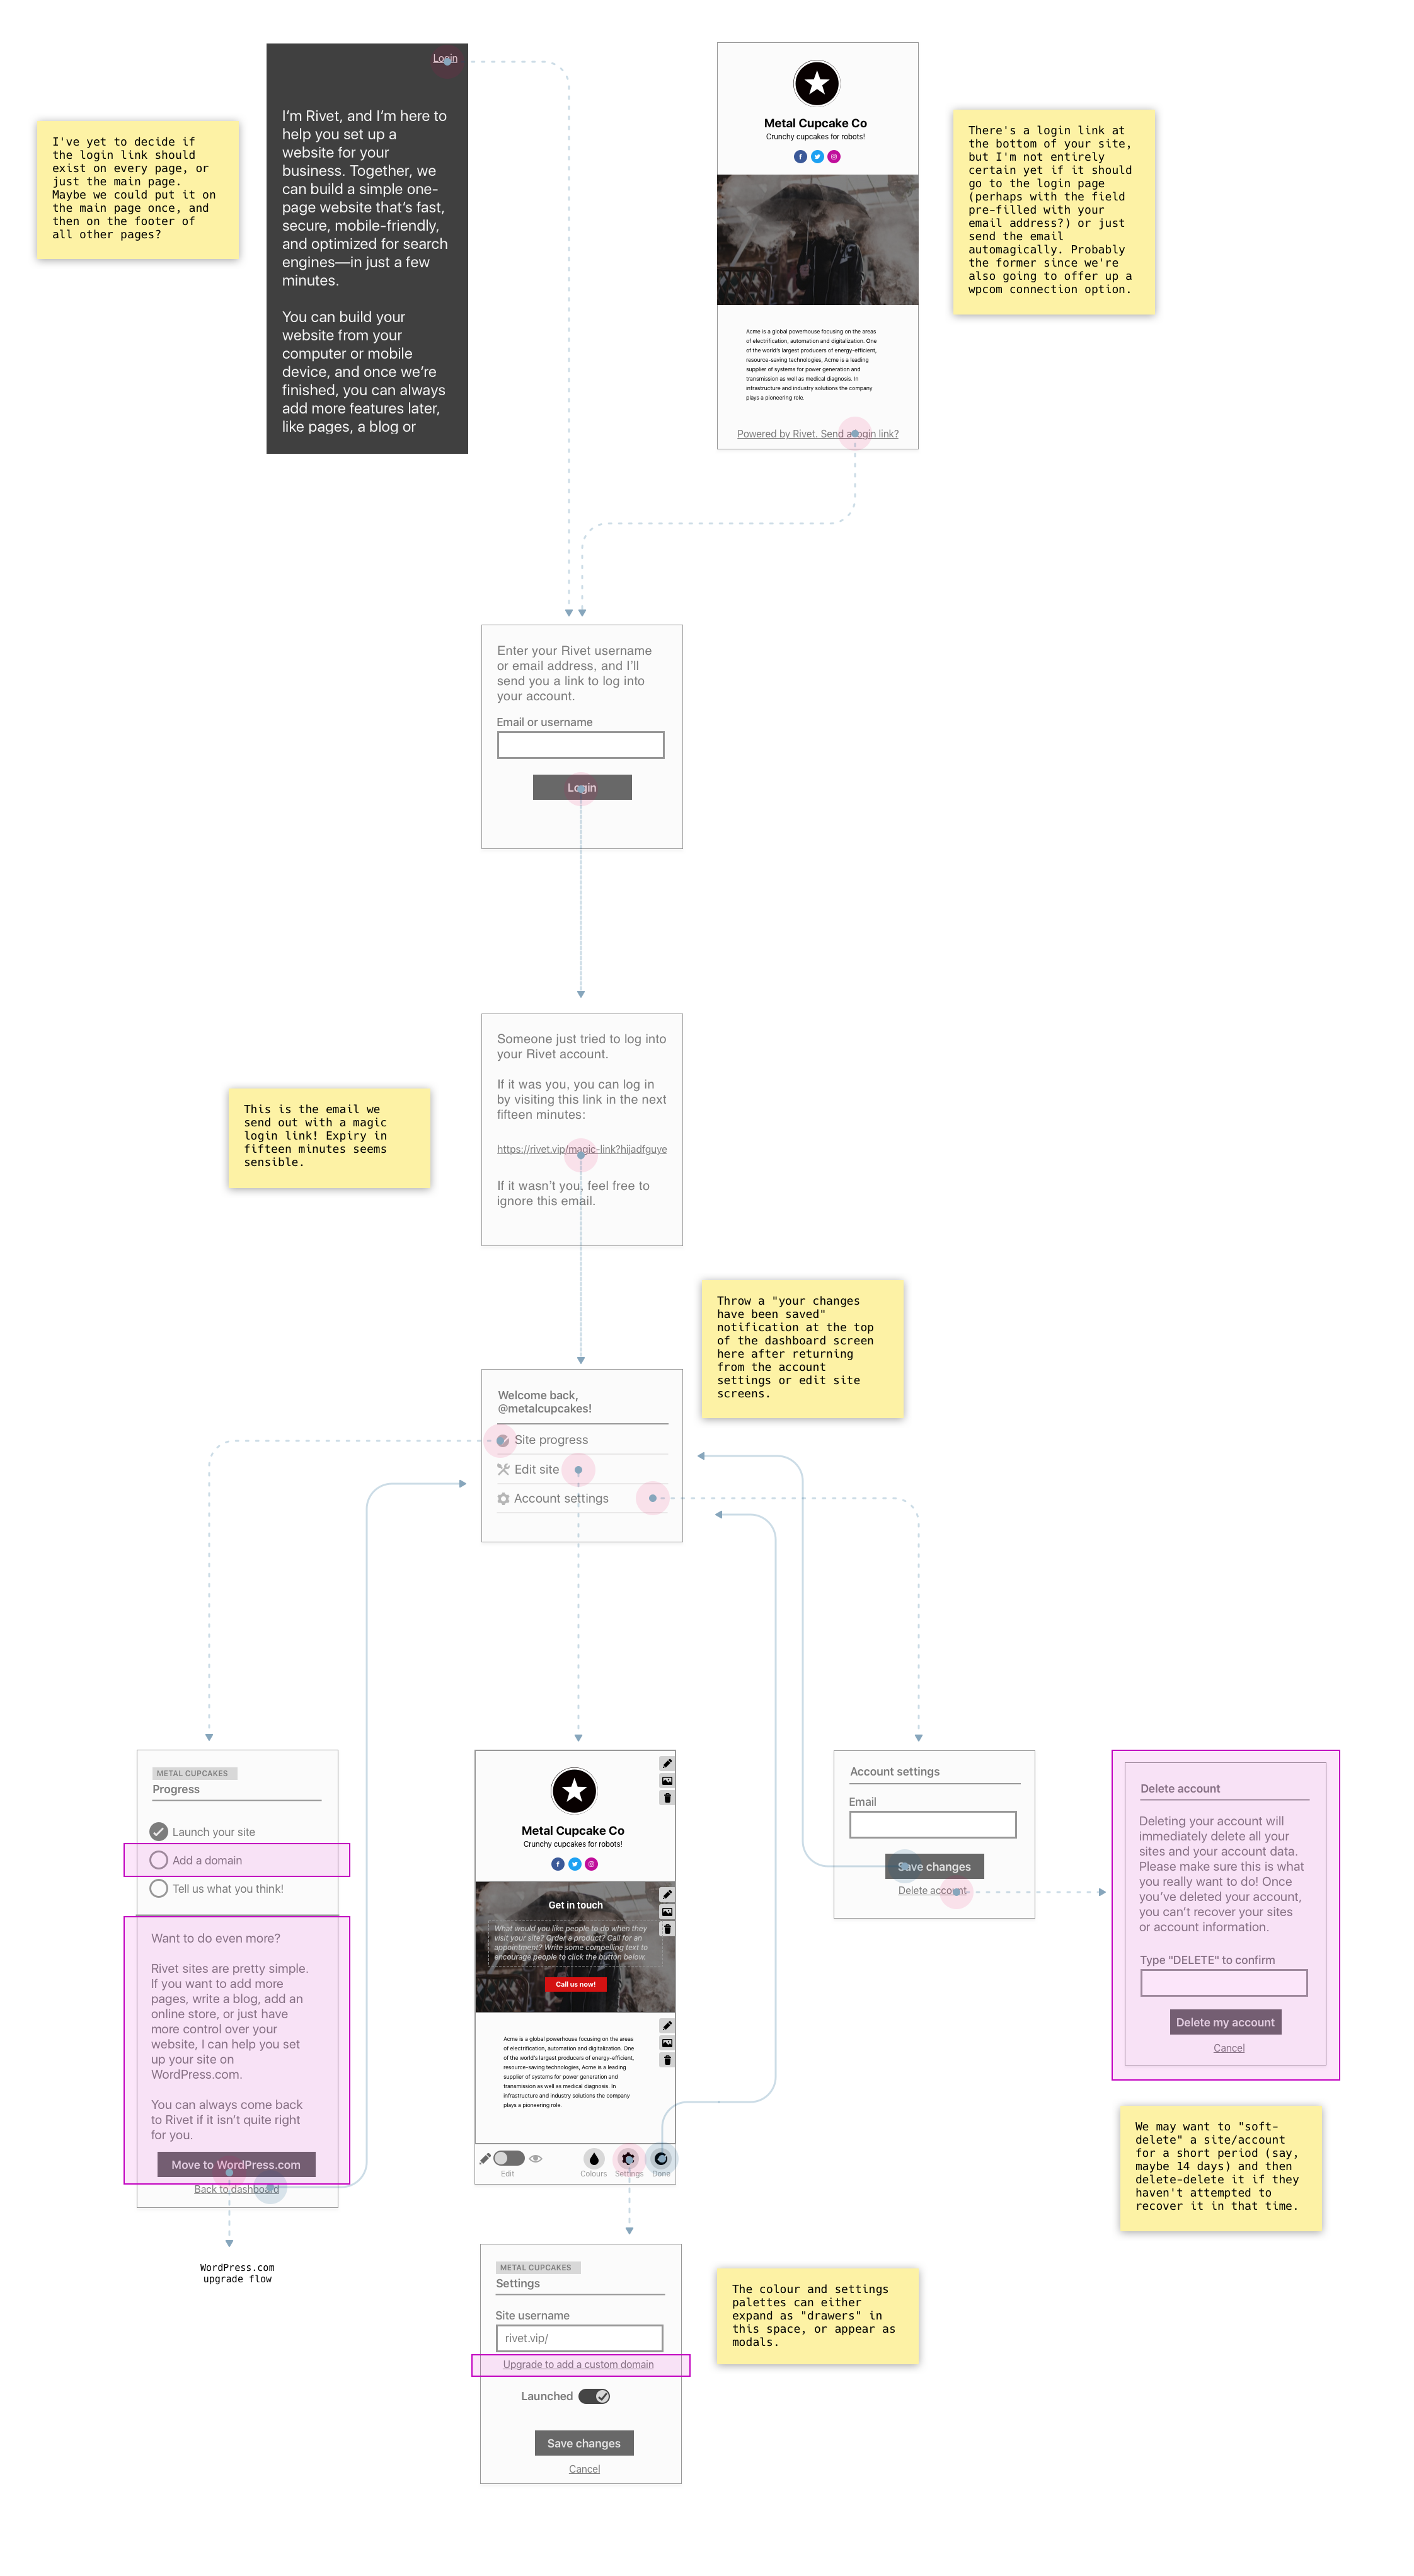 Login
I’m Rivet, and I’m here to
help you set up a
website for your
business. Together, we
can build a simple one-
page website that’s fast,
secure, mobile-friendly,
and optimized for search
engines—in just a few
minutes.
You can build your
website from your
computer or mobile
device, and once we’re
finished, you can always
add more features later,
like pages, a blog or
I've yet to decide if
the login link should
exist on every page, or
just the main page.
Maybe we could put it on
the main page once, and
then on the footer of
all other pages?
Metal Cupcake Co
Crunchy cupcakes for robots!
Acme is a global powerhouse focusing on the areas
of electrification, automation and digitalization. One
of the world's largest producers of energy-efficient,
resource-saving technologies, Acme is a leading
supplier of systems for power generation and
transmission as well as medical diagnosis. In
infrastructure and industry solutions the company
plays a pioneering role.
Powered by Rivet. Send a login link?
There's a login link at
the bottom of your site,
but I'm not entirely
certain yet if it should
go to the login page
(perhaps with the field
pre-filled with your
email address?) or just
send the email
automagically. Probably
the former since we're
also going to offer up a
wpcom connection option.
Enter your Rivet username
or email address, and I’ll
send you a link to log into
your account.
Email or username
Login
Someone just tried to log into
your Rivet account.
If it was you, you can log in
by visiting this link in the next
fifteen minutes:
https://rivet.vip/magic-link?hijadfguye
If it wasn’t you, feel free to
ignore this email.
This is the email we
send out with a magic
login link! Expiry in
fifteen minutes seems
sensible.
Throw a "your changes
have been saved"
notification at the top
of the dashboard screen
here after returning
from the account
settings or edit site
screens.
Welcome back,
@metalcupcakes!
Site progress
Edit site
Account settings
METAL CUPCAKES
Progress
Launch your site
Add a domain
Tell us what you think!
Want to do even more?
Rivet sites are pretty simple.
If you want to add more
pages, write a blog, add an
online store, or just have
more control over your
website, I can help you set
up your site on
WordPress.com.
You can always come back
to Rivet if it isn’t quite right
for you.
Move to WordPress.com
Back to dashboard
WordPress.com
upgrade flow
Metal Cupcake Co
Crunchy cupcakes for robots!
Get in touch
What would you like people to do when they
visit your site? Order a product? Call for an
appointment? Write some compelling text to
encourage people to click the button below.
Call us now!
Acme is a global powerhouse focusing on the areas
of electrification, automation and digitalization. One
of the world's largest producers of energy-efficient,
resource-saving technologies, Acme is a leading
supplier of systems for power generation and
transmission as well as medical diagnosis. In
infrastructure and industry solutions the company
plays a pioneering role.
Edit
Colours
Settings
Done
METAL CUPCAKES
Settings
Site username
rivet.vip/
Upgrade to add a custom domain
Launched
Save changes
Cancel
The colour and settings
palettes can either
expand as "drawers" in
this space, or appear as
modals.
Account settings
Email
Save changes
Delete account
Delete account
Deleting your account will
immediately delete all your
sites and your account data.
Please make sure this is what
you really want to do! Once
you’ve deleted your account,
you can’t recover your sites
or account information.
Type "DELETE" to confirm
Delete my account
Cancel
We may want to "soft-
delete" a site/account
for a short period (say,
maybe 14 days) and then
delete-delete it if they
haven't attempted to
recover it in that time.